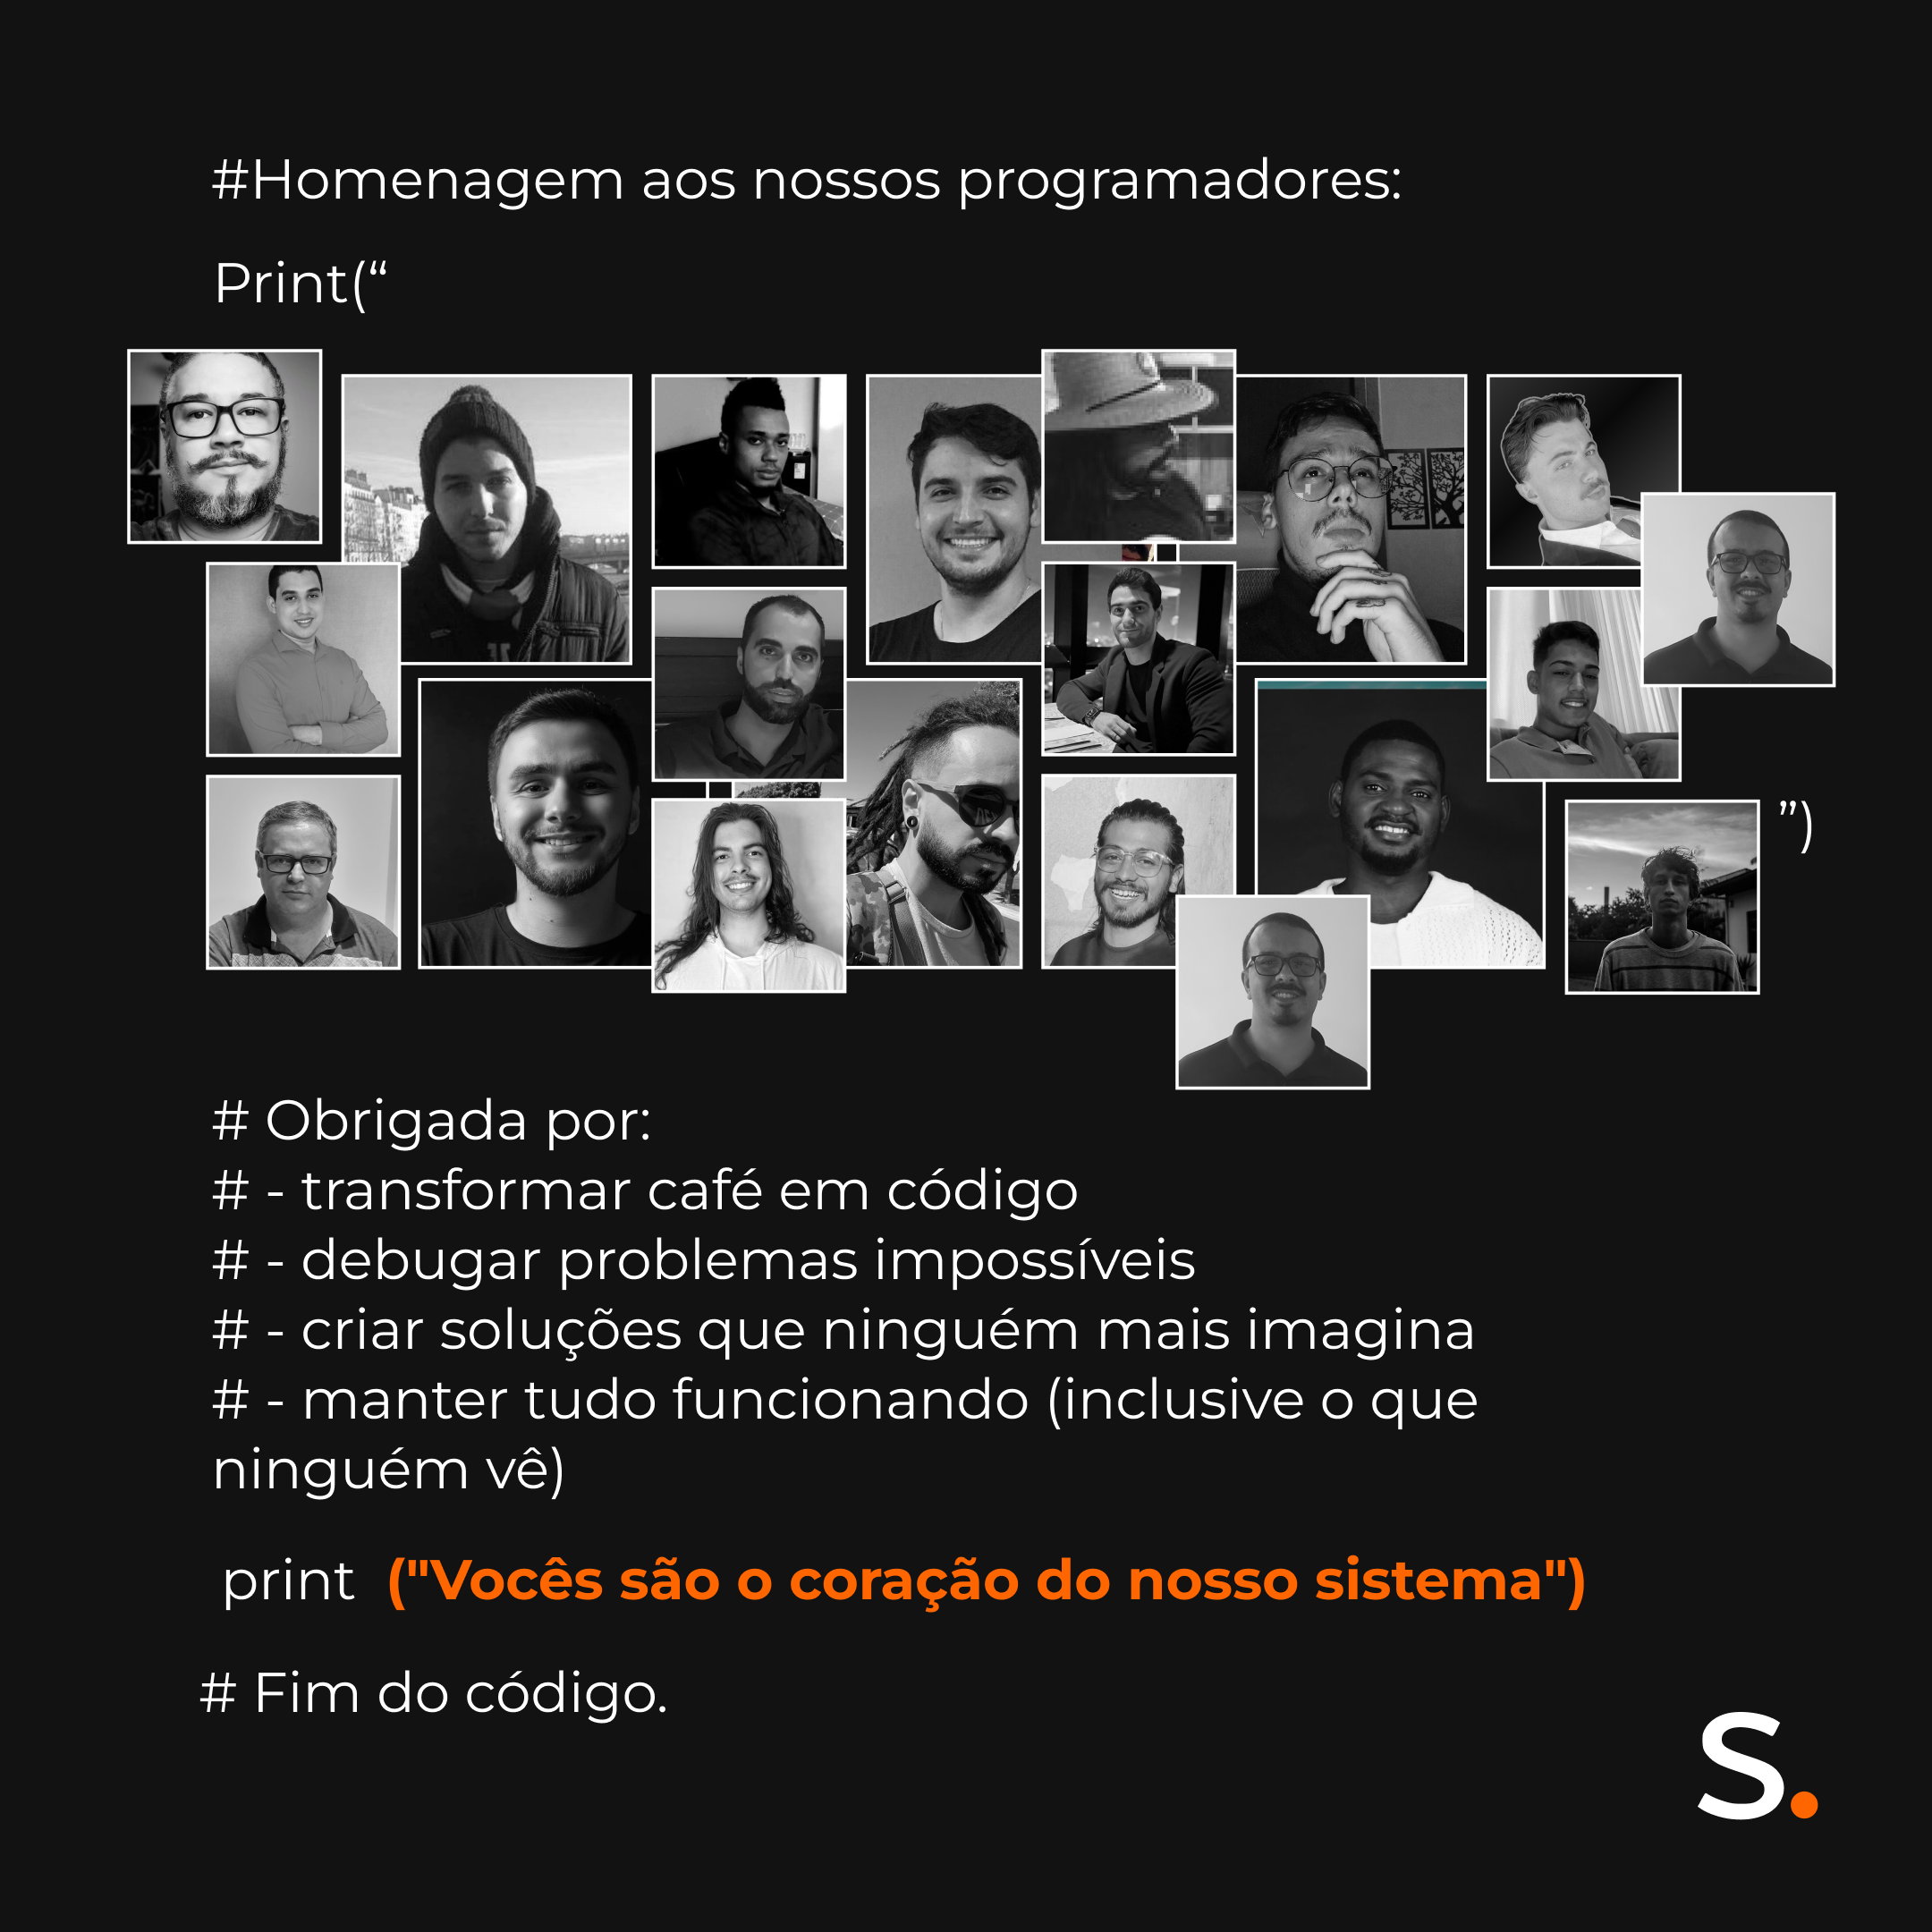 #Homenagem aos nossos programadores:
Print(“
”)
# Obrigada por:
# - transformar café em código
# - debugar problemas impossíveis
# - criar soluções que ninguém mais imagina
# - manter tudo funcionando (inclusive o que
ninguém vê)
print ("Vocês são o coração do nosso sistema")
# Fim do código.
S.